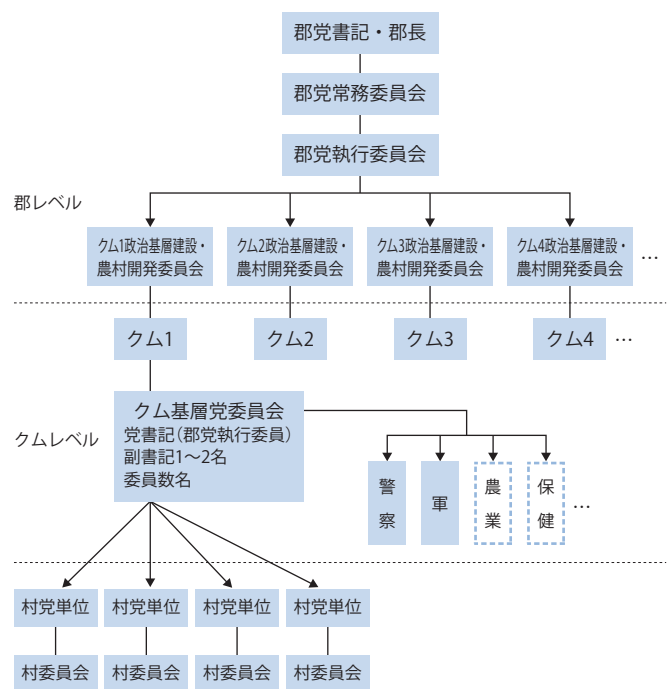 郡党書記・郡長
郡党常務委員会
郡党執行委員会
郡レベル
クム1政治基層建設・
農村開発委員会
クム2政治基層建設・
農村開発委員会
クム3政治基層建設・
農村開発委員会
クム4政治基層建設・
農村開発委員会
…
クム1
クム2
クム3
クム4
…
クムレベル
クム基層党委員会
党書記（郡党執行委員）
副書記1～2名
委員数名
警察
軍
農業
保健
…
村党単位
村党単位
村党単位
村党単位
村委員会
村委員会
村委員会
村委員会